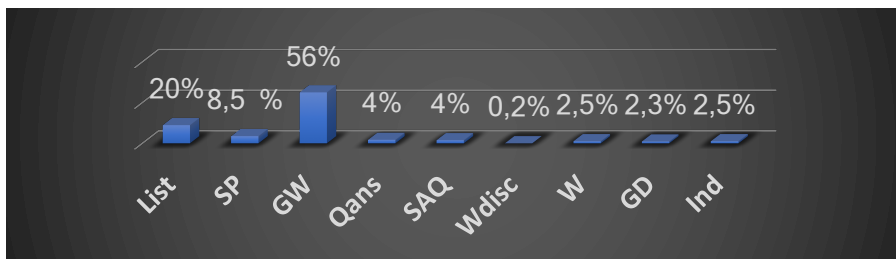 56%
20% 8,5 % 4% 4% 0,2% 2,5% 2,3% 2,5%
List SP GW Qans SAQ Wdisc W GD Ind